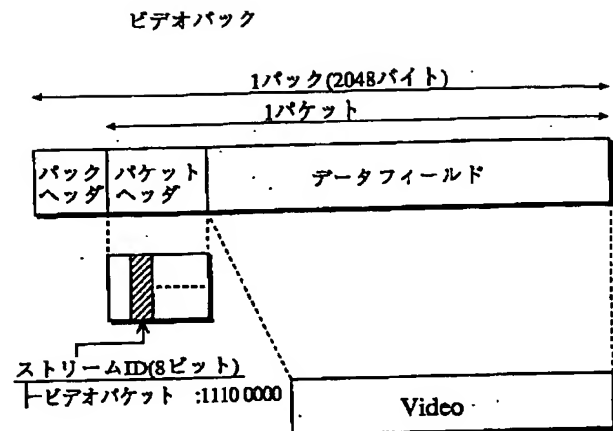 ビデオパック
1パック(2048バイト)
1パケット
パック
ヘッダ
パケット
ヘッダ
データフィールド
ストリームID(8ビット)
ビデオパケット :1110 0000
Video